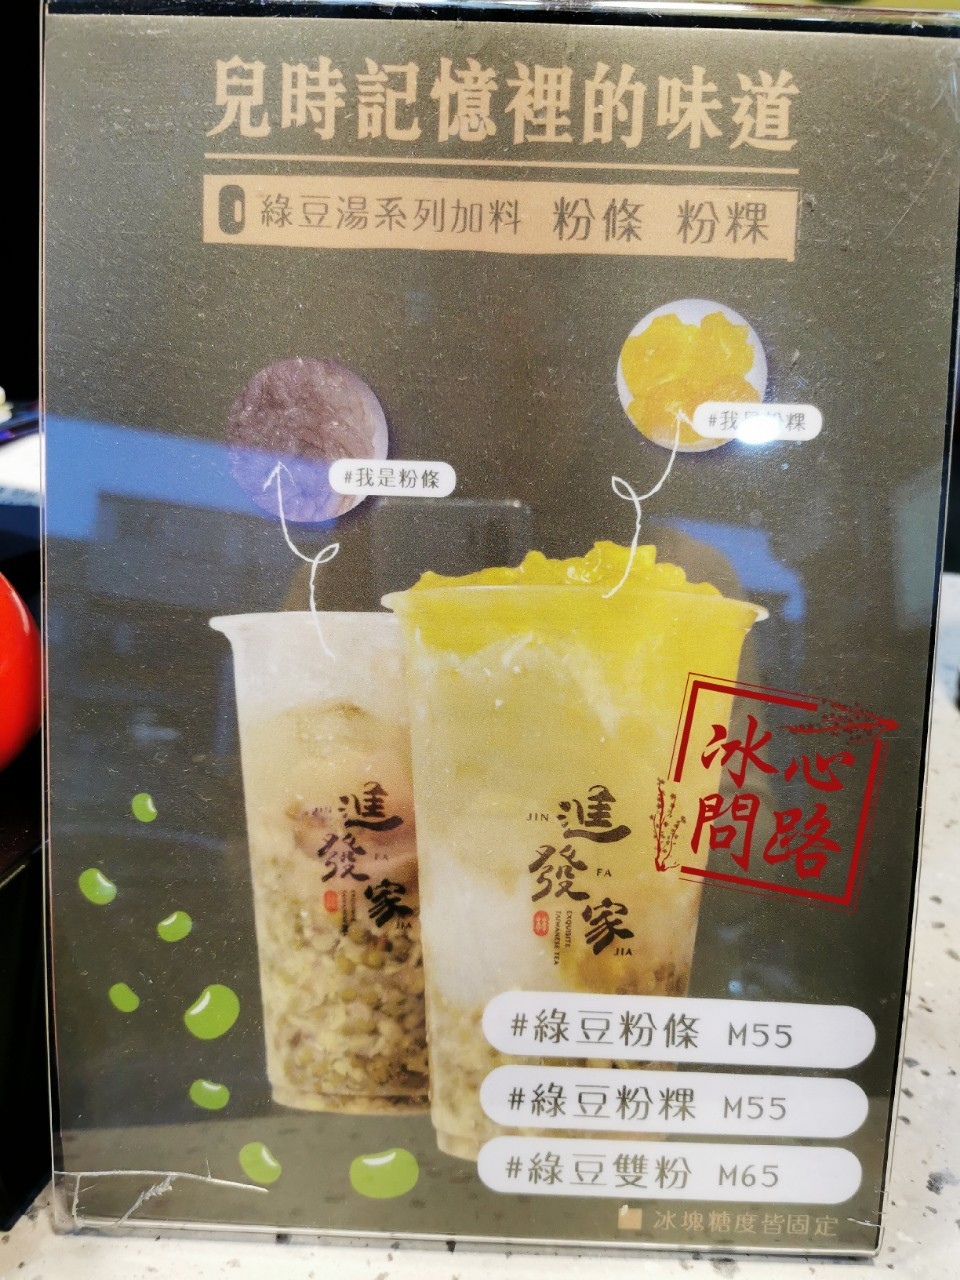 兒時記憶裡的味道
綠豆湯系列加料 粉條 粉粿
#我是粉條
#我是粉粿
冰心
問路
進
發
家
JIN
進
發
FA
家
JIA
EXQUISITE
TAIWANESE TEA
#綠豆粉條 M55
#綠豆粉粿 M55
#綠豆雙粉 M65
冰塊糖度皆固定